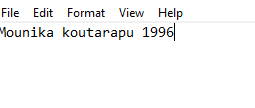 File Edit Format View Help
Mounika koutarapu 1996